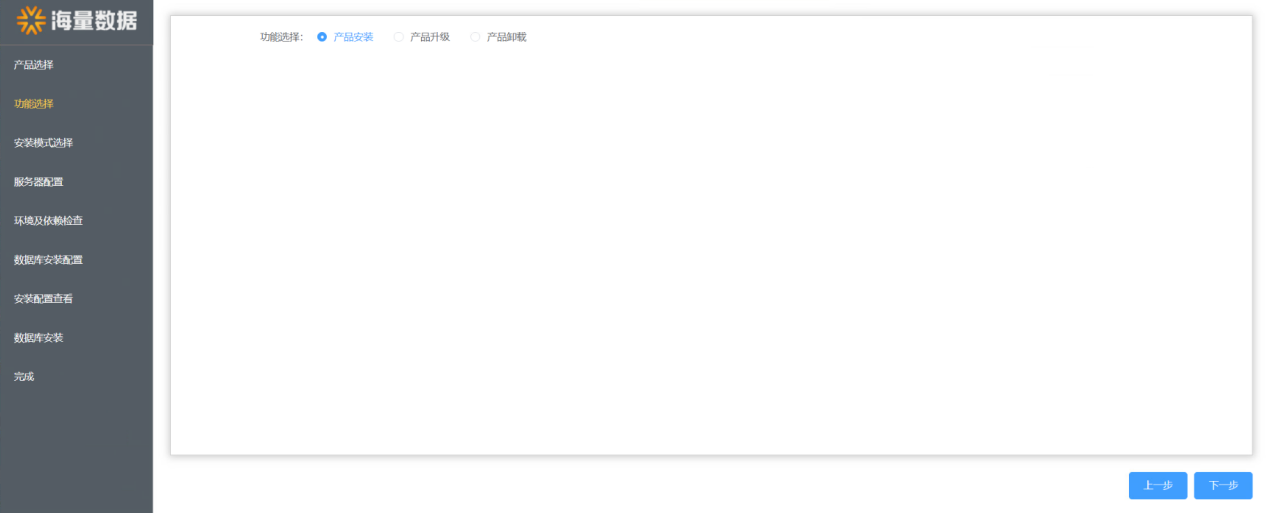 海量数据
产品选择
功能选择
安装模式选择
服务器配置
环境及依赖检查
数据库安装配置
安装配置查看
数据库安装
完成
功能选择： 产品安装 产品升级 产品卸载
上一步 下一步